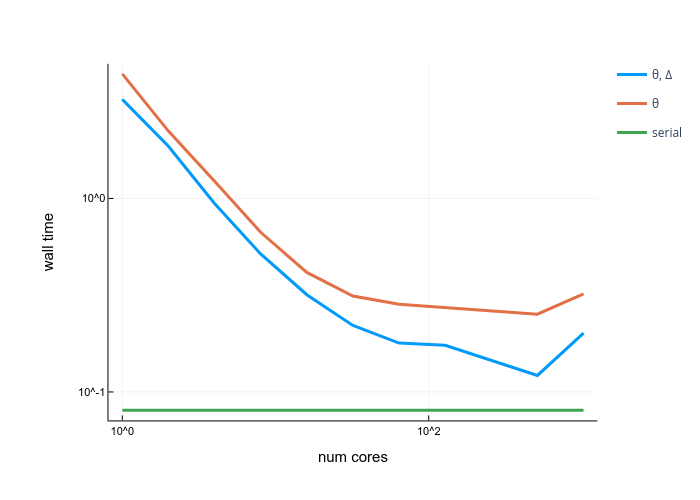 θ, Δ
θ
serial
10^0
10^-1
wall time
10^0
10^2
num cores